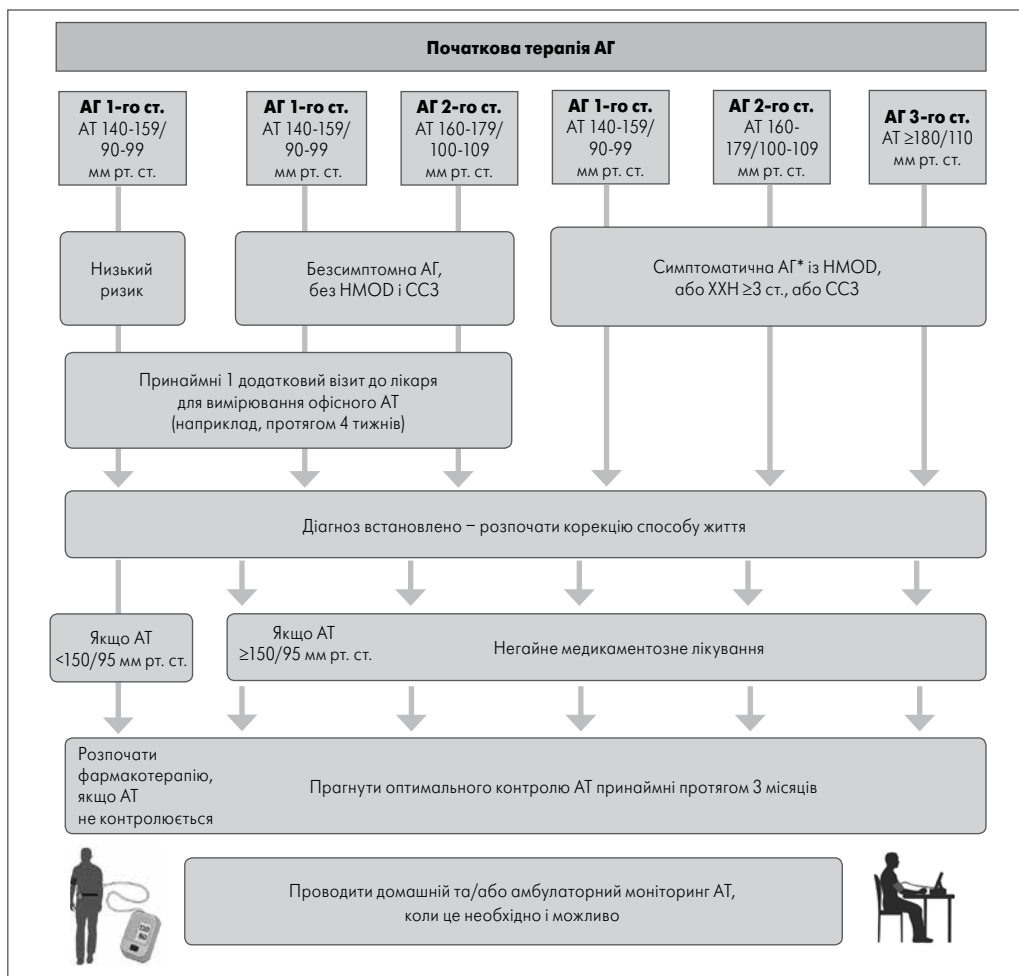 Початкова терапія АГ
АГ 1-го ст.
АТ 140-159/
90-99
мм рт. ст.
АГ 1-го ст.
АТ 140-159/
90-99
мм рт. ст.
АГ 2-го ст.
АТ 160-179/
100-109
мм рт. ст.
АГ 1-го ст.
АТ 140-159/
90-99
мм рт. ст.
АГ 2-го ст.
АТ 160-
179/100-109
мм рт. ст.
АГ 3-го ст.
АТ ≥180/110
мм рт. ст.
Низький
ризик
Безсимптомна АГ,
без HMOD і ССЗ
Симптоматична АГ* із HMOD,
або ХХН ≥3 ст., або ССЗ
Принаймні 1 додатковий візит до лікаря
для вимірювання офісного АТ
(наприклад, протягом 4 тижнів)
Діагноз встановлено – розпочати корекцію способу життя
Якщо АТ
<150/95 мм рт. ст.
Якщо АТ
≥150/95 мм рт. ст.
Негайне медикаментозне лікування
Розпочати
фармакотерапію,
якщо АТ
не контролюється
Прагнути оптимального контролю АТ принаймні протягом 3 місяців
Проводити домашній та/або амбулаторний моніторинг АТ,
коли це необхідно і можливо